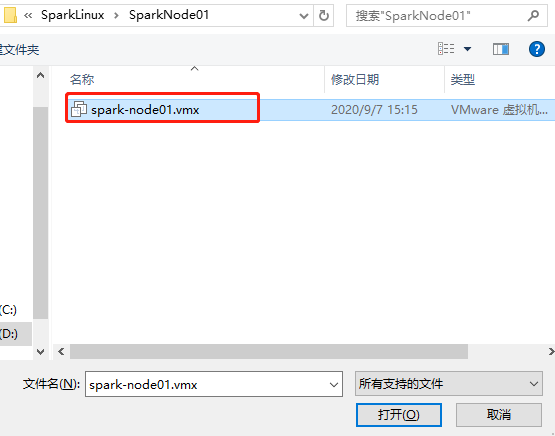 « SparkLinux › SparkNode01
搜索"SparkNode01"
建文件夹
名称 修改日期 类型
spark-node01.vmx 2020/9/7 15:15 VMware 虚拟机...
(C:)
(D:)
文件名(N): spark-node01.vmx 所有支持的文件
打开(O) 取消